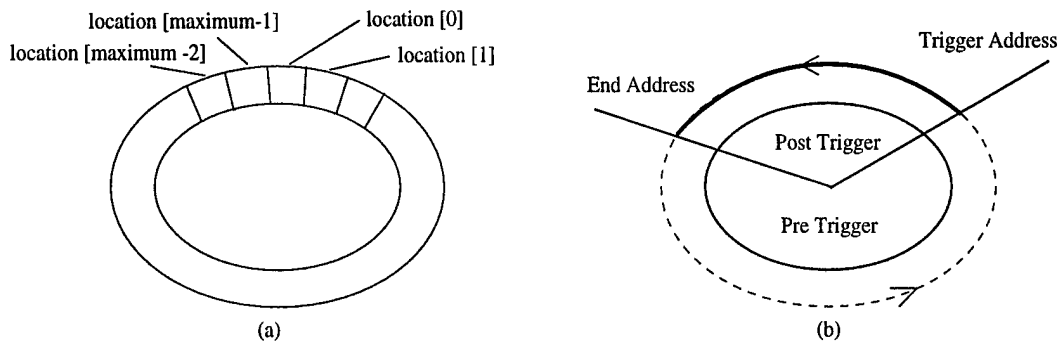 location [maximum-1]
location [0]
location [maximum -2]
location [1]
(a)
Trigger Address
End Address
Post Trigger
Pre Trigger
(b)